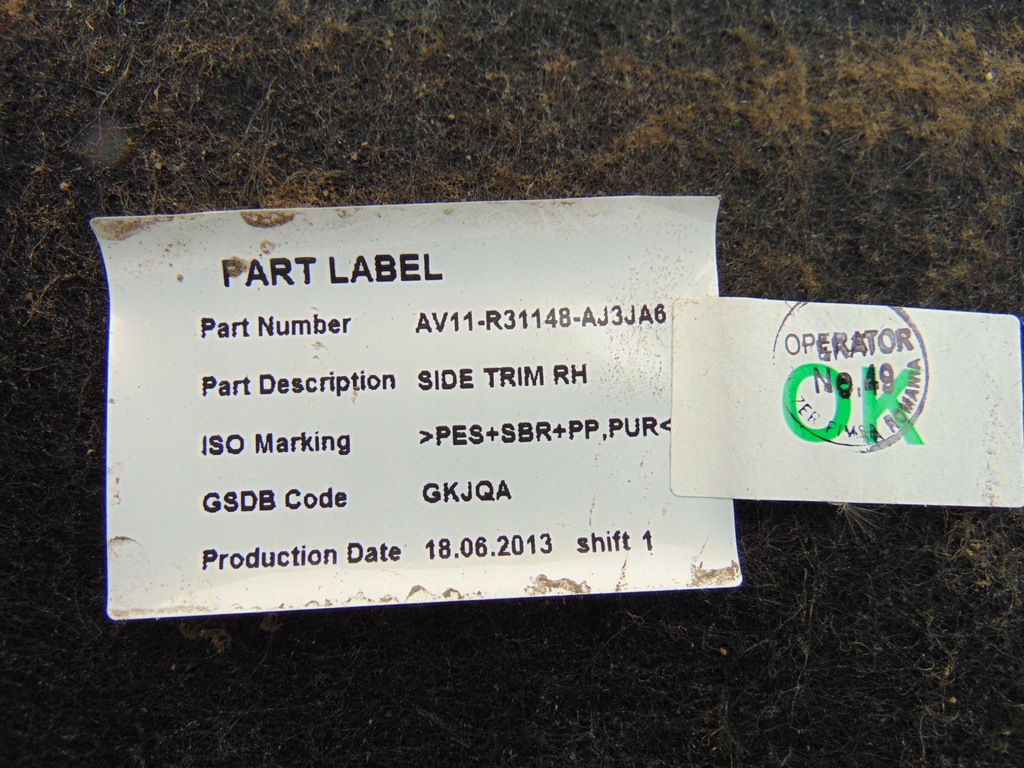 PART LABEL
Part Number AV11-R31148-AJ3JA6
Part Description SIDE TRIM RH
ISO Marking >PES+SBR+PP,PUR<
GSDB Code GKJQA
Production Date 18.06.2013 shift 1
OPERATOR
No.49
OK
ROMANIA